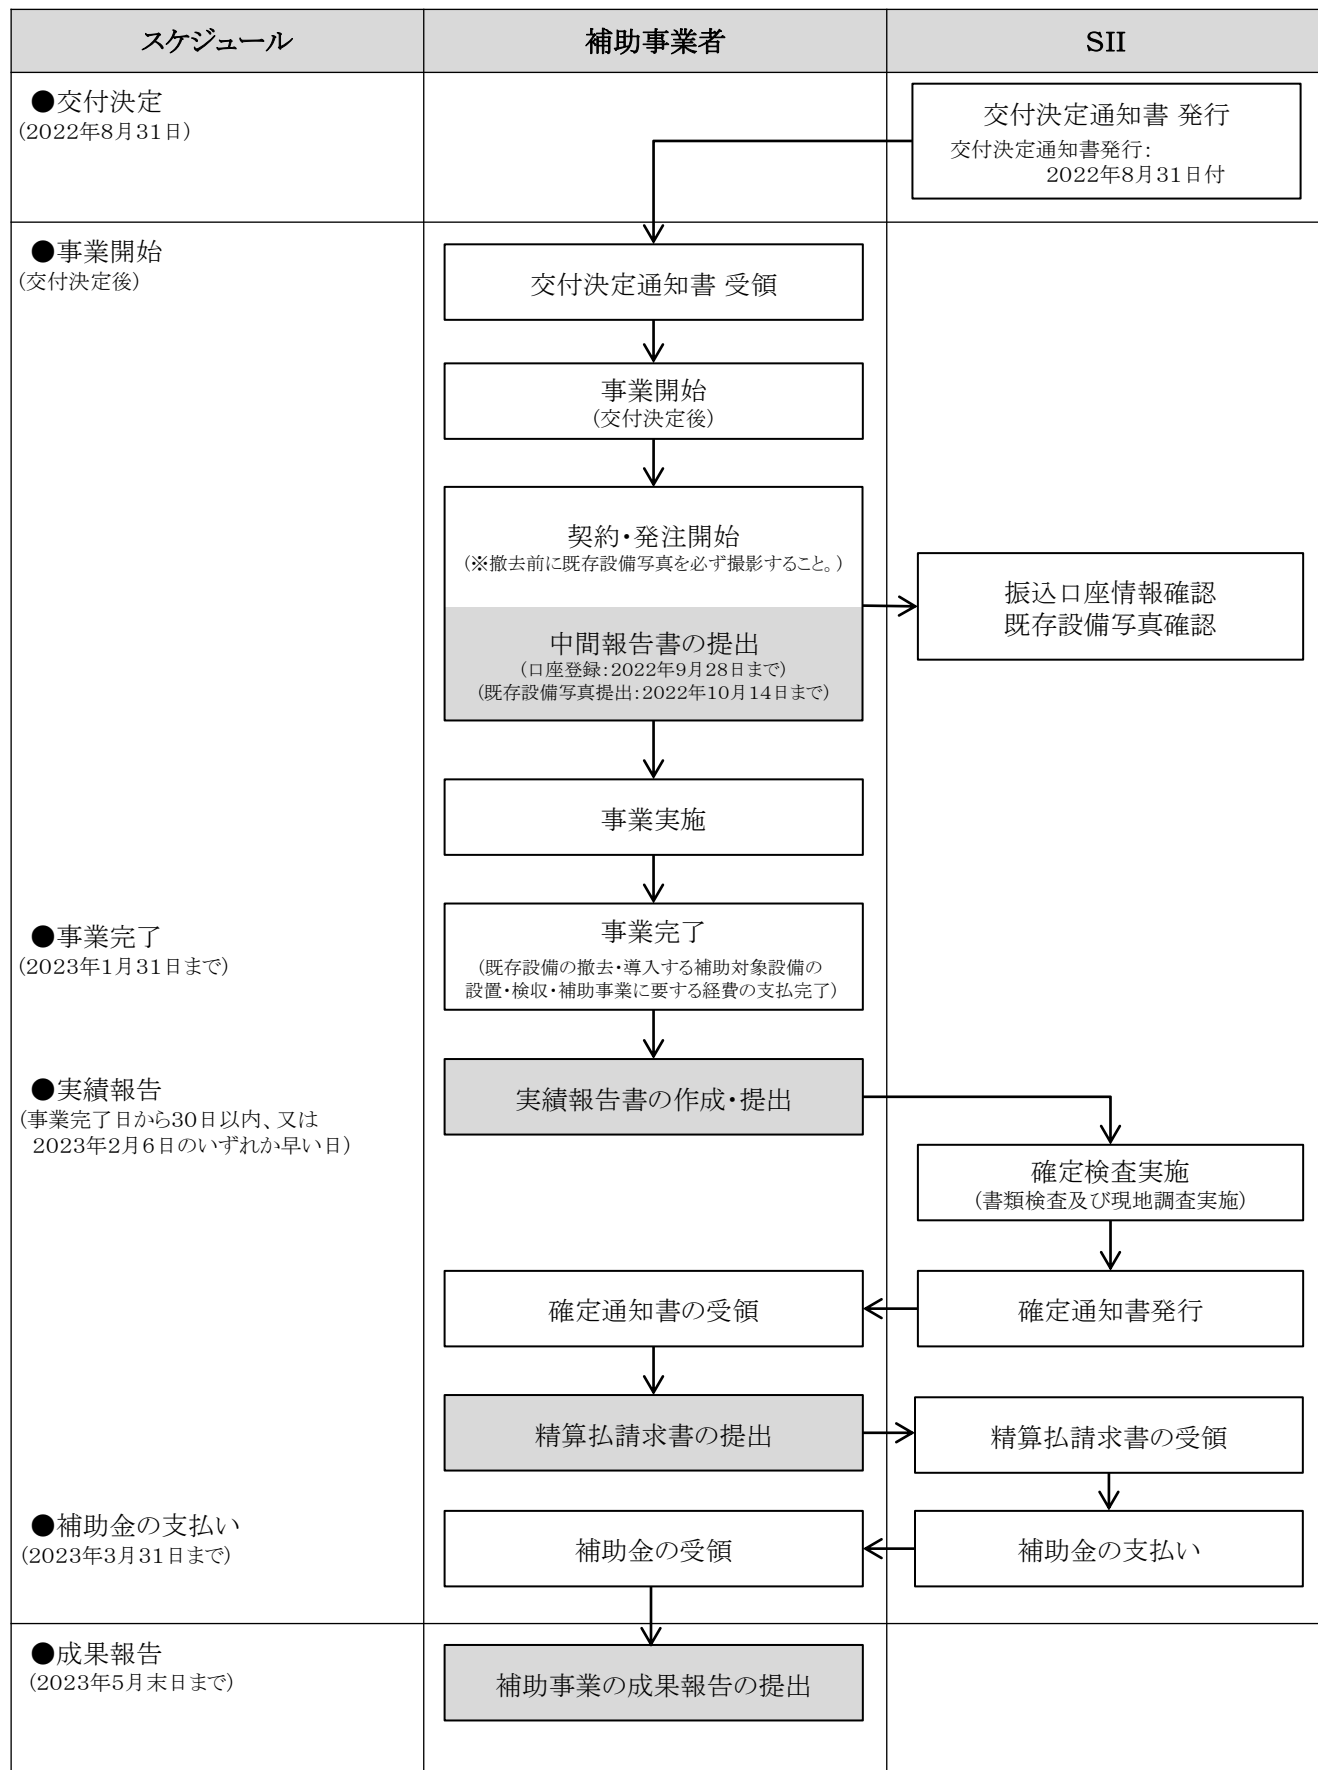 スケジュール
補助事業者
SII
●交付決定
(2022年8月31日)
交付決定通知書 発行
交付決定通知書発行:
2022年8月31日付
●事業開始
(交付決定後)
交付決定通知書 受領
事業開始
(交付決定後)
契約・発注開始
(※撤去前に既存設備写真を必ず撮影すること。)
中間報告書の提出
(口座登録:2022年9月28日まで)
(既存設備写真提出:2022年10月14日まで)
振込口座情報確認
既存設備写真確認
事業実施
●事業完了
(2023年1月31日まで)
事業完了
(既存設備の撤去・導入する補助対象設備の
設置・検収・補助事業に要する経費の支払完了)
●実績報告
(事業完了日から30日以内、又は
2023年2月6日のいずれか早い日)
実績報告書の作成・提出
確定検査実施
(書類検査及び現地調査実施)
確定通知書の受領
確定通知書発行
精算払請求書の提出
精算払請求書の受領
●補助金の支払い
(2023年3月31日まで)
補助金の受領
補助金の支払い
●成果報告
(2023年5月末日まで)
補助事業の成果報告の提出